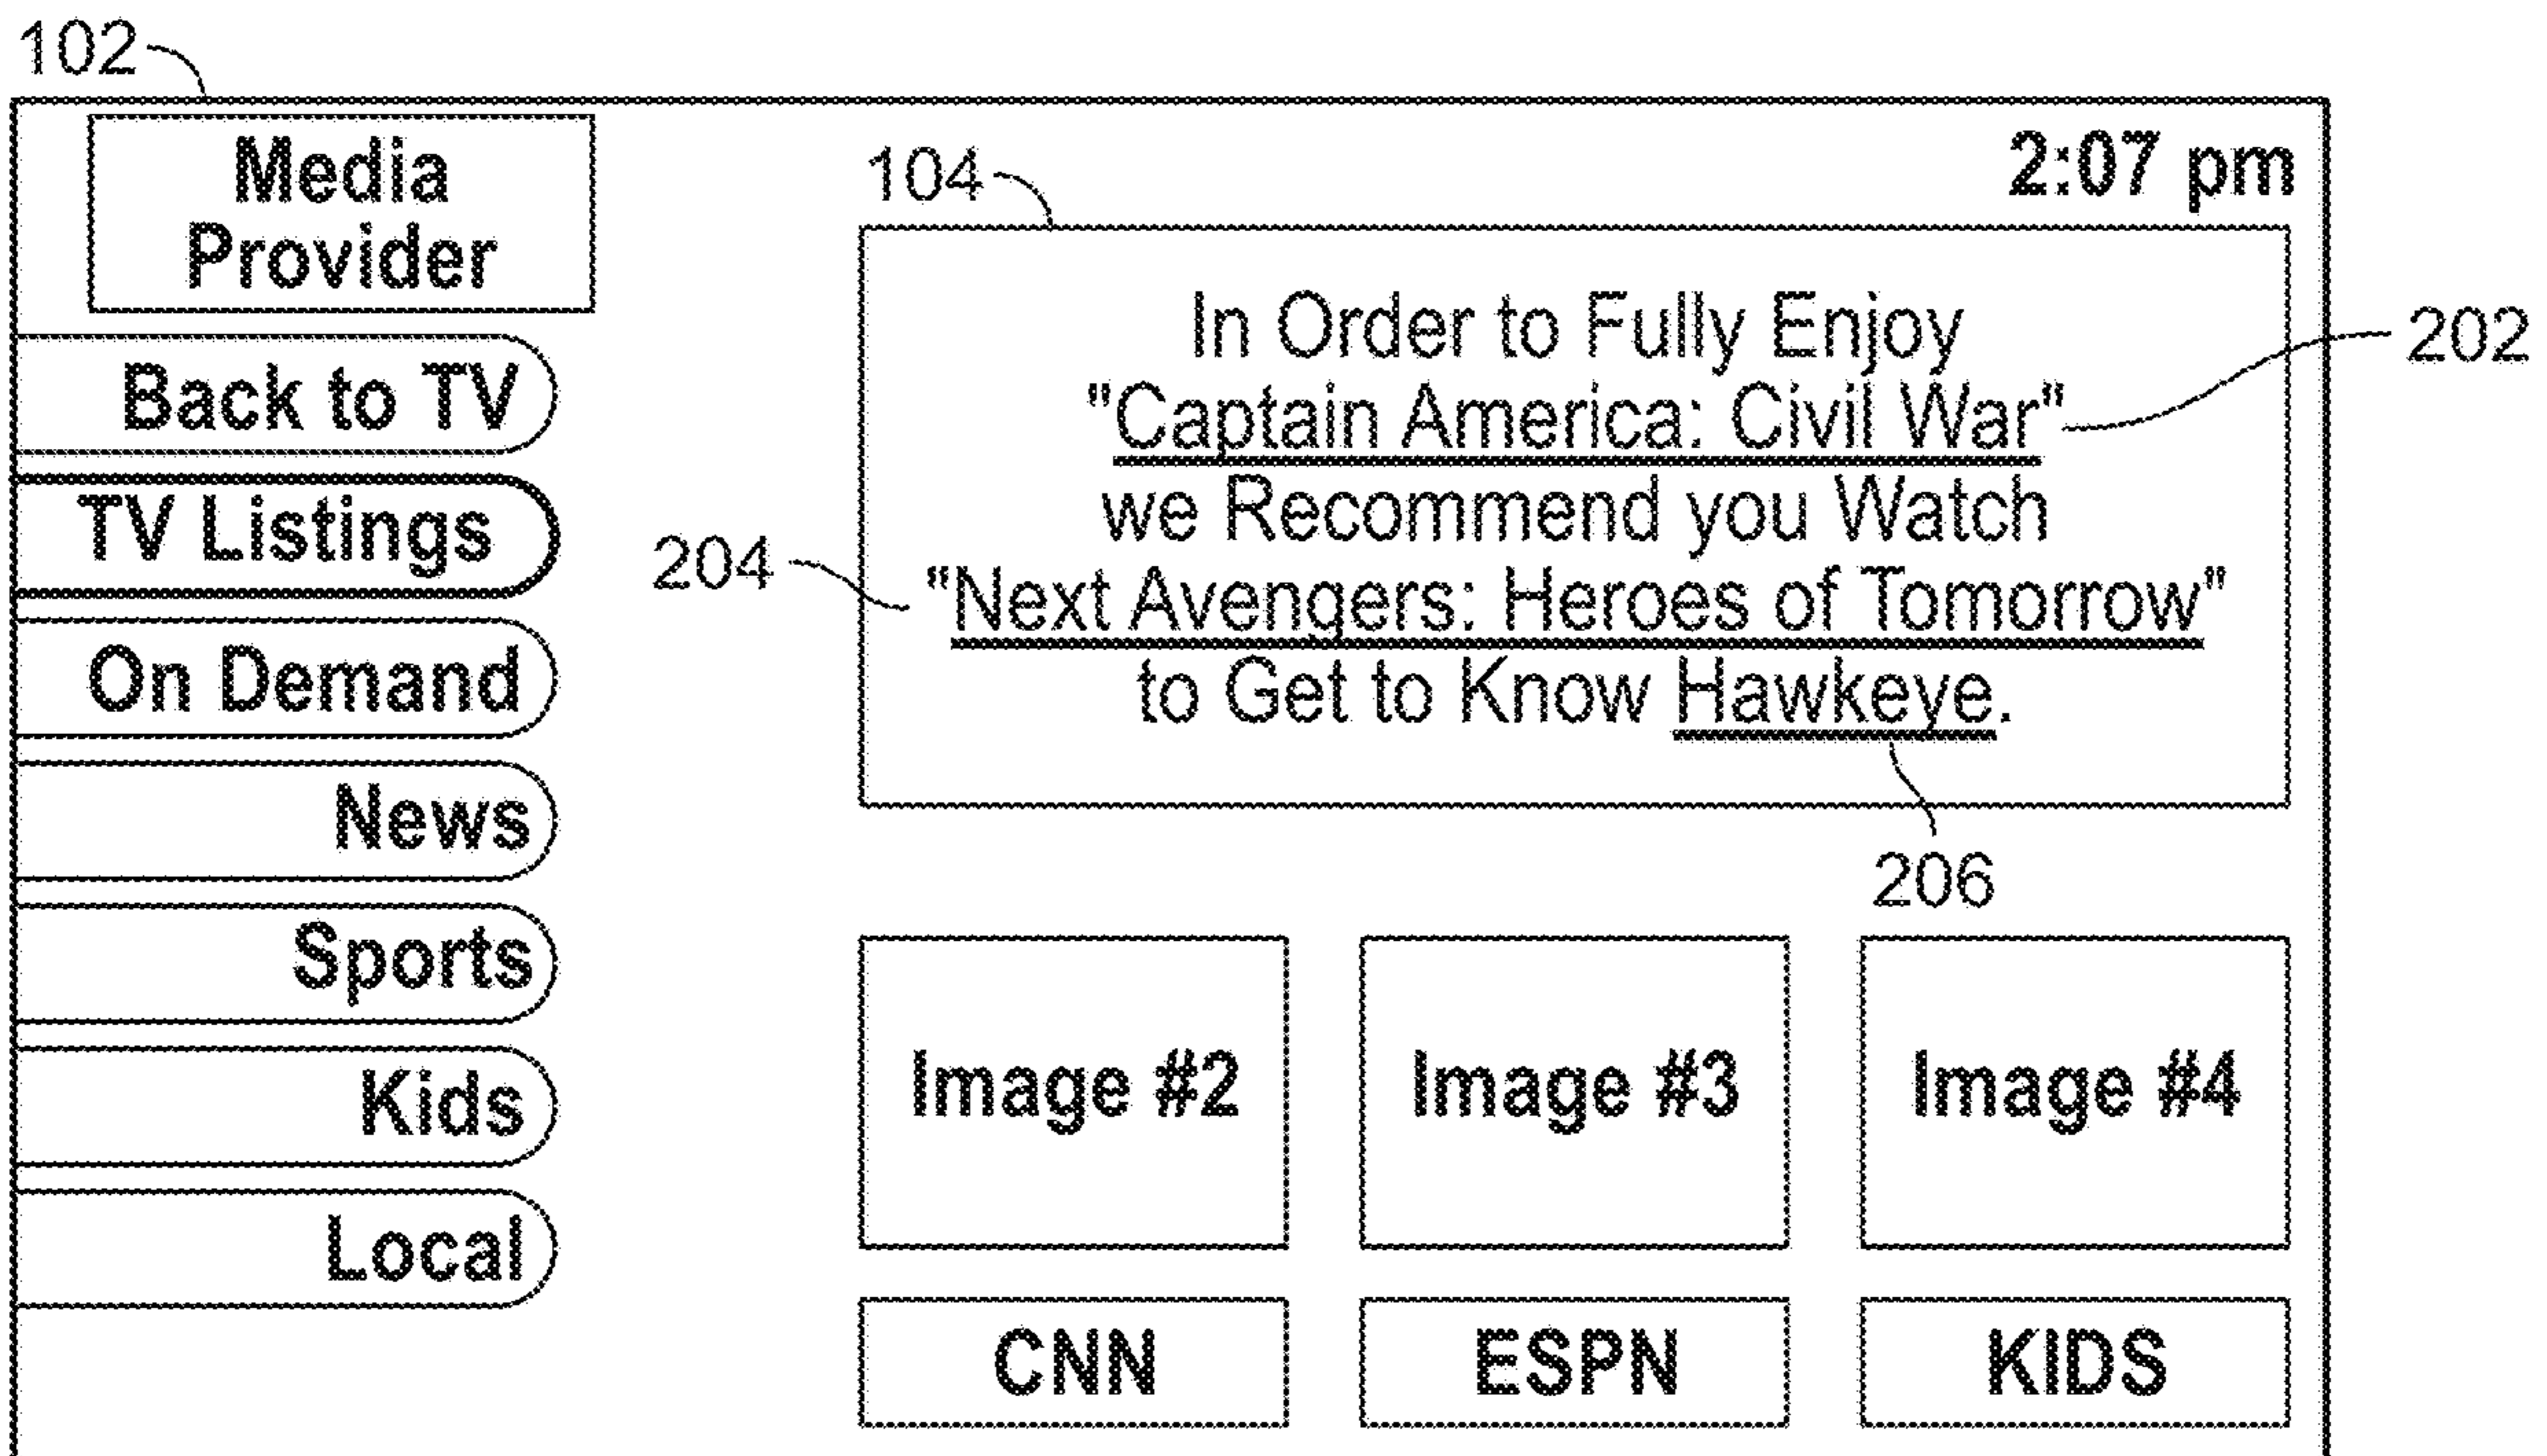 102
Media
Provider
2:07 pm
104
In Order to Fully Enjoy
"Captain America: Civil War"
202
we Recommend you Watch
204
"Next Avengers: Heroes of Tomorrow"
to Get to Know Hawkeye.
206
Back to TV
TV Listings
On Demand
News
Sports
Kids
Local
Image #2
Image #3
Image #4
CNN
ESPN
KIDS